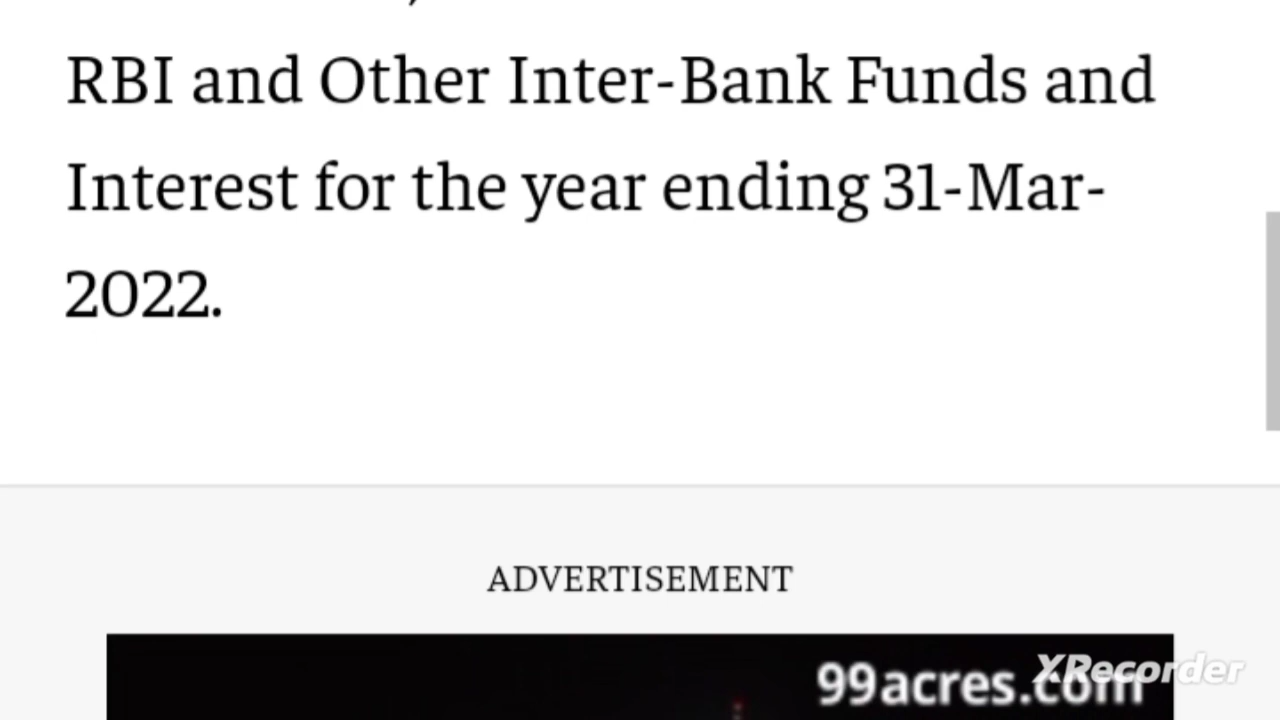 RBI and Other Inter-Bank Funds and
Interest for the year ending 31-Mar-
2022.
ADVERTISEMENT
99acres.com
XRecorder